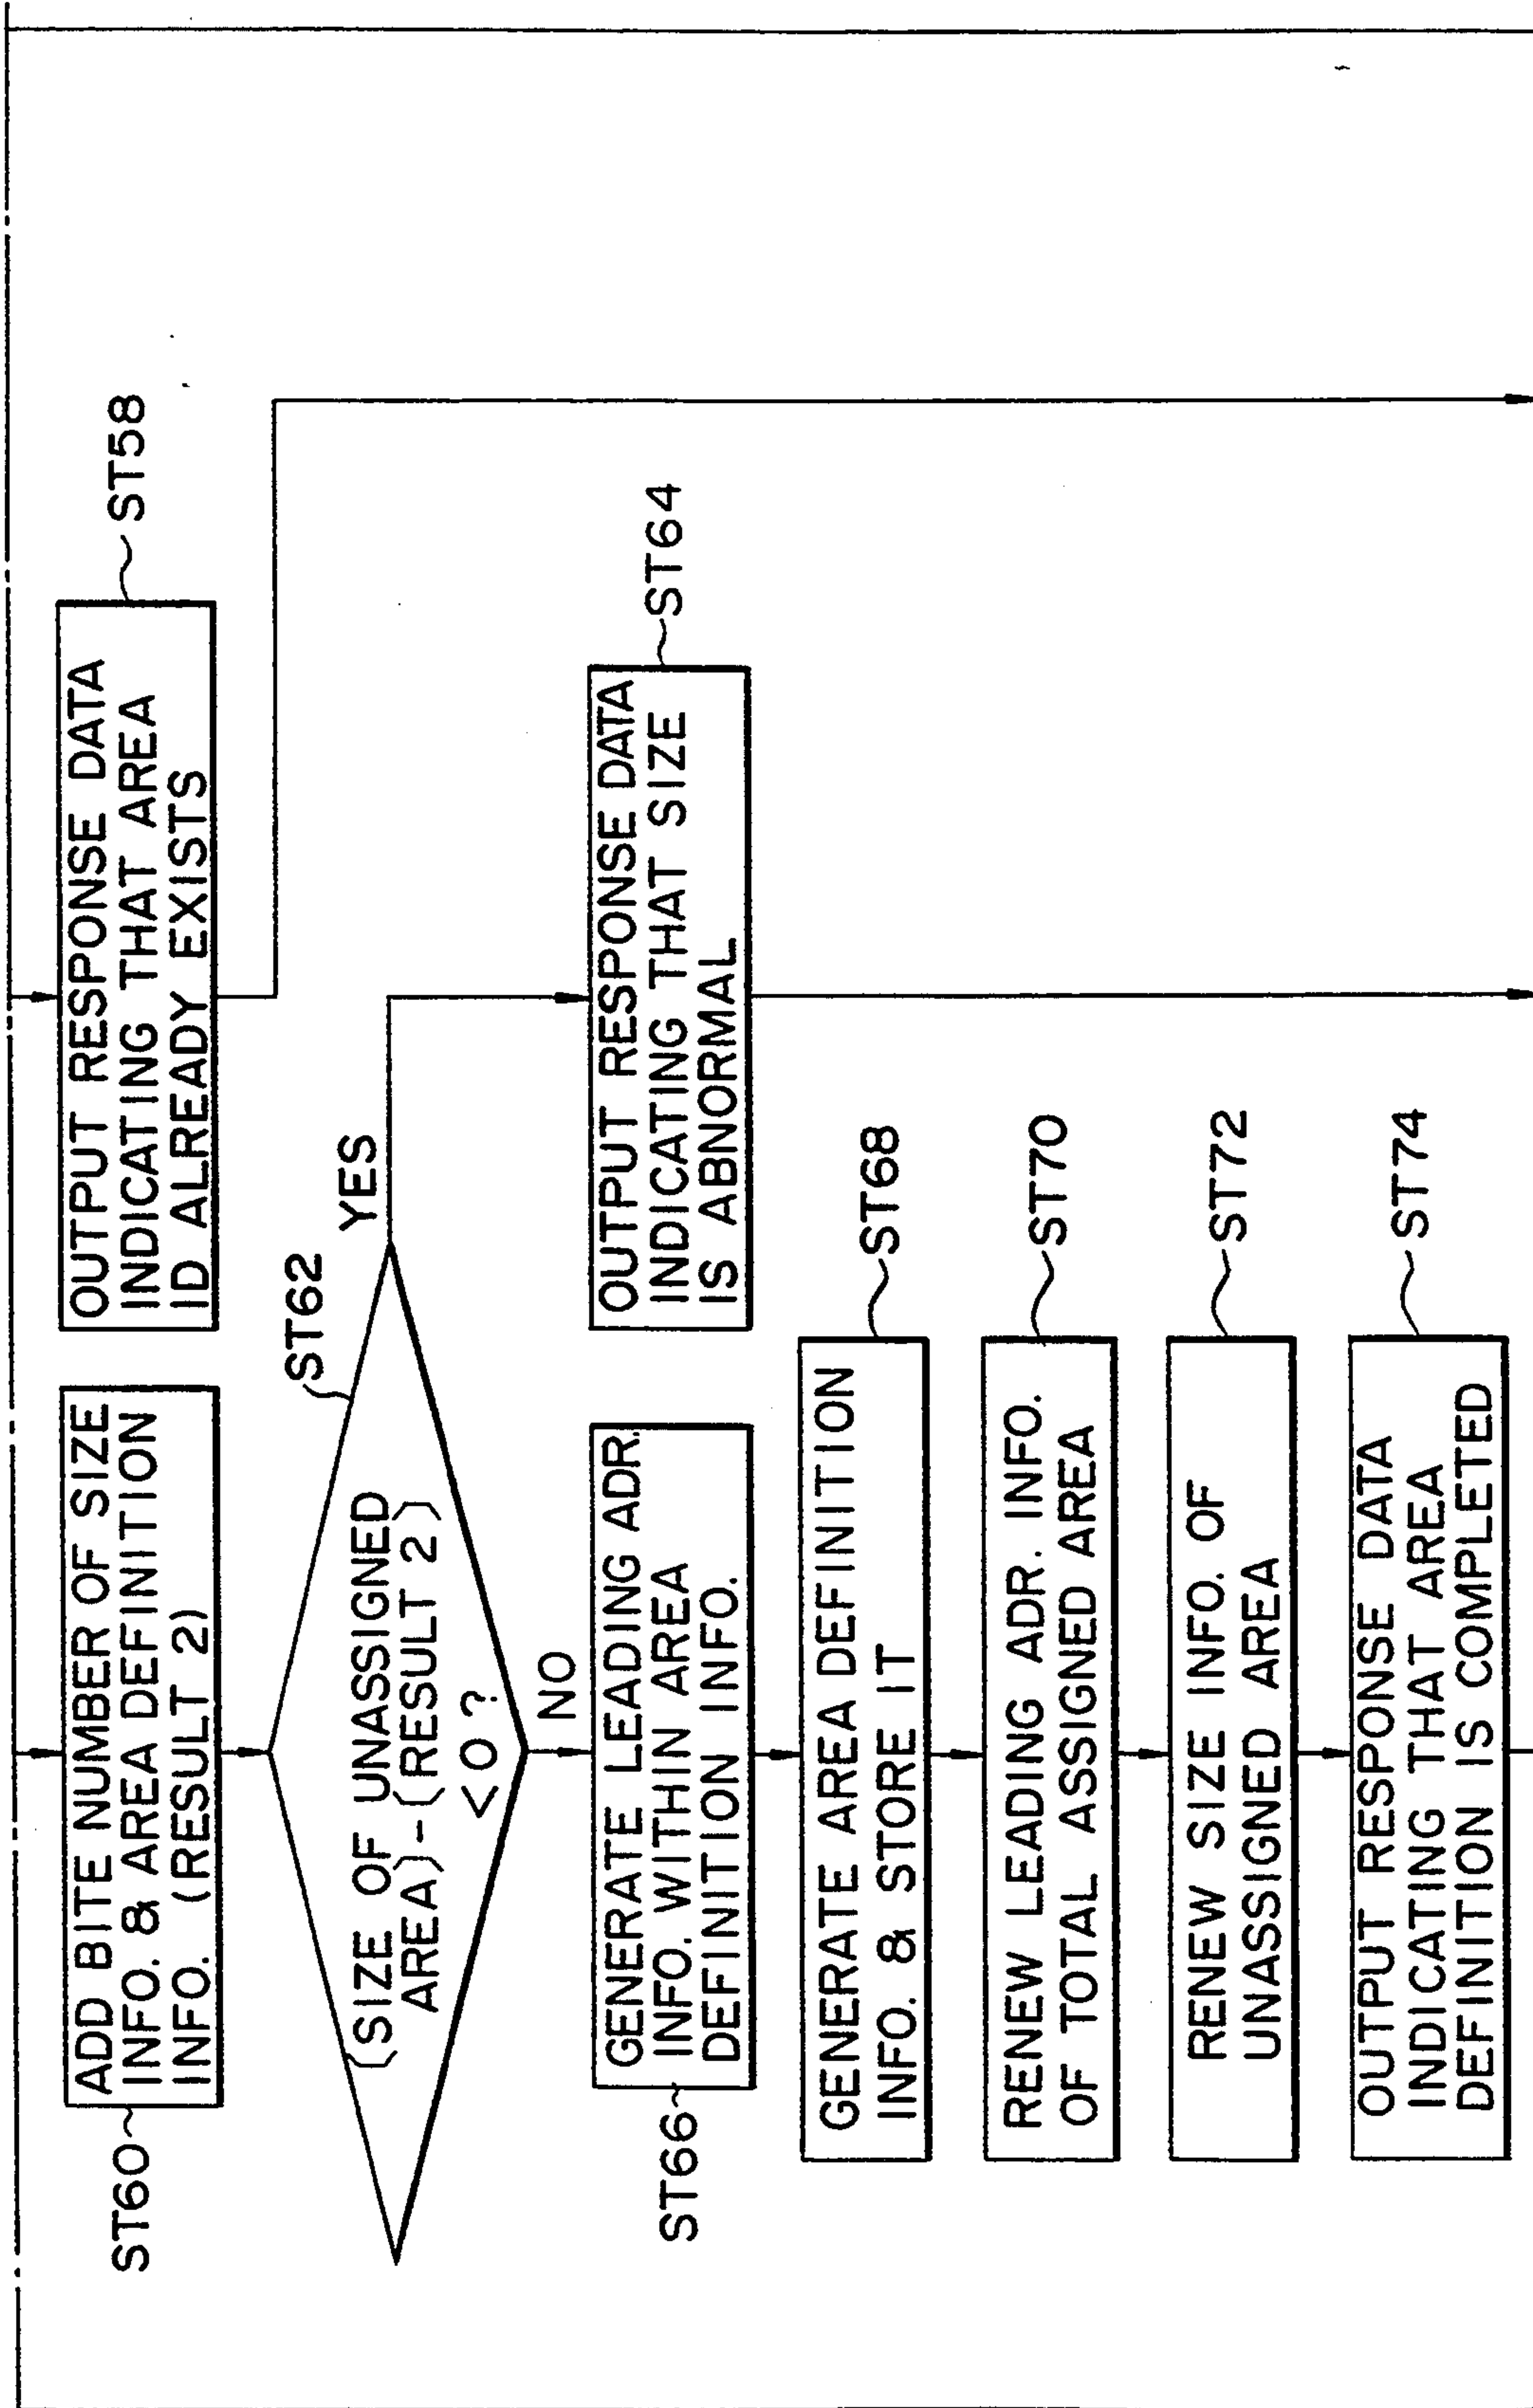 ST60
ADD BITE NUMBER OF SIZE
INFO. & AREA DEFINITION
INFO. (RESULT 2)
OUTPUT RESPONSE DATA
INDICATING THAT AREA
ID ALREADY EXISTS
ST58
ST62
(SIZE OF UNASSIGNED
AREA)-(RESULT 2)
<0?
YES
NO
OUTPUT RESPONSE DATA
INDICATING THAT SIZE
IS ABNORMAL
ST64
ST66
GENERATE LEADING ADR.
INFO. WITHIN AREA
DEFINITION INFO.
GENERATE AREA DEFINITION
INFO. & STORE IT
ST68
RENEW LEADING ADR. INFO.
OF TOTAL ASSIGNED AREA
ST70
RENEW SIZE INFO. OF
UNASSIGNED AREA
ST72
OUTPUT RESPONSE DATA
INDICATING THAT AREA
DEFINITION IS COMPLETED
ST74